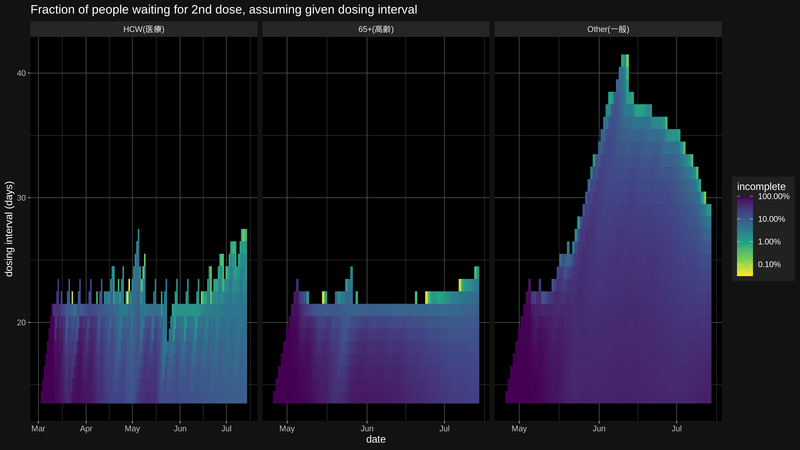 Fraction of people waiting for 2nd dose, assuming given dosing interval
HCW(医療)
65+(高齢)
Other(一般)
dosing interval (days)
40
30
20
Mar Apr May Jun Jul
May Jun Jul
May Jun Jul
date
incomplete
100.00%
10.00%
1.00%
0.10%